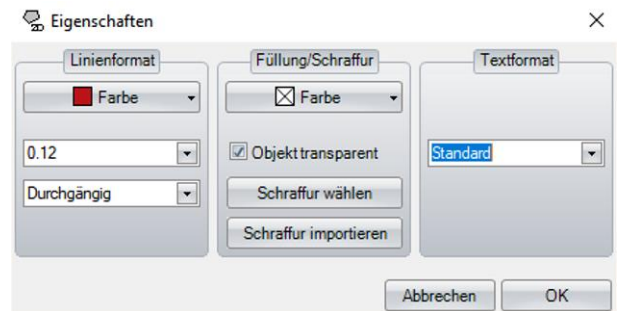 2D Eigenschaften
Linienformat
Farbe
0.12
Durchgängig
Füllung/Schraffur
Farbe
Objekt transparent
Schraffur wählen
Schraffur importieren
Textformat
Standard
Abbrechen
OK